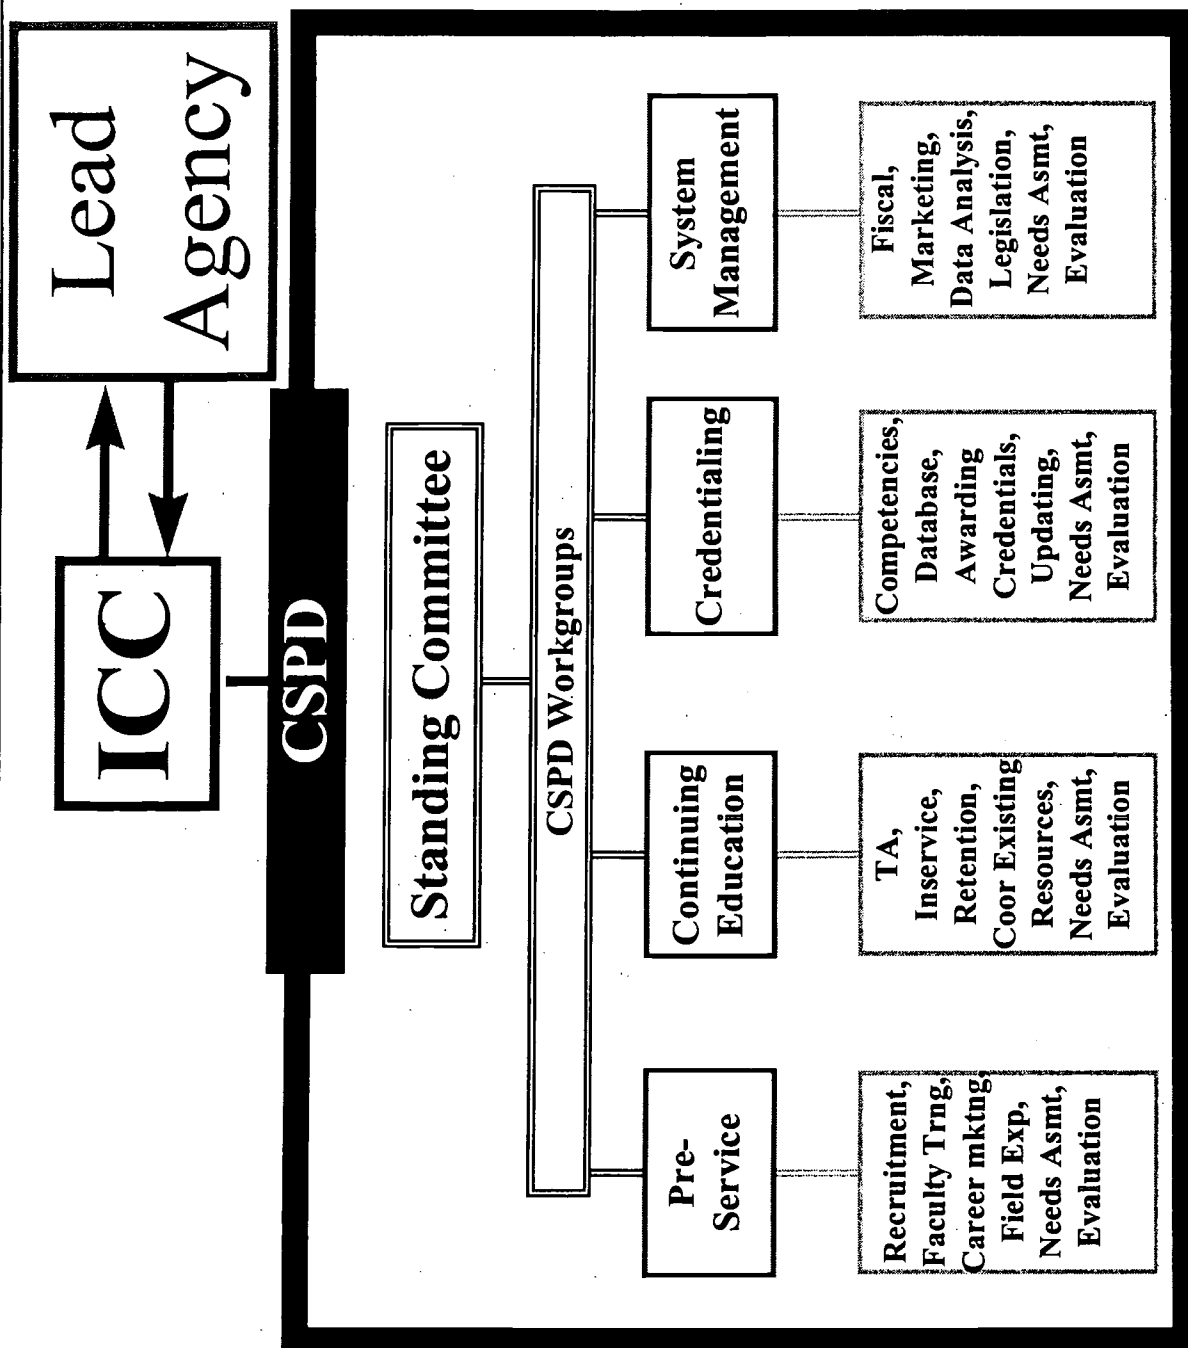 Lead
Agency
ICC
CSPD
Standing Committee
CSPD Workgroups
Pre-
Service
Continuing
Education
Credentialing
System
Management
Recruitment,
Faculty Trng,
Career mktng,
Field Exp,
Needs Asmt,
Evaluation
TA,
Inservice,
Retention,
Coor Existing
Resources,
Needs Asmt,
Evaluation
Competencies,
Database,
Awarding
Credentials,
Updating,
Needs Asmt,
Evaluation
Fiscal,
Marketing,
Data Analysis,
Legislation,
Needs Asmt,
Evaluation